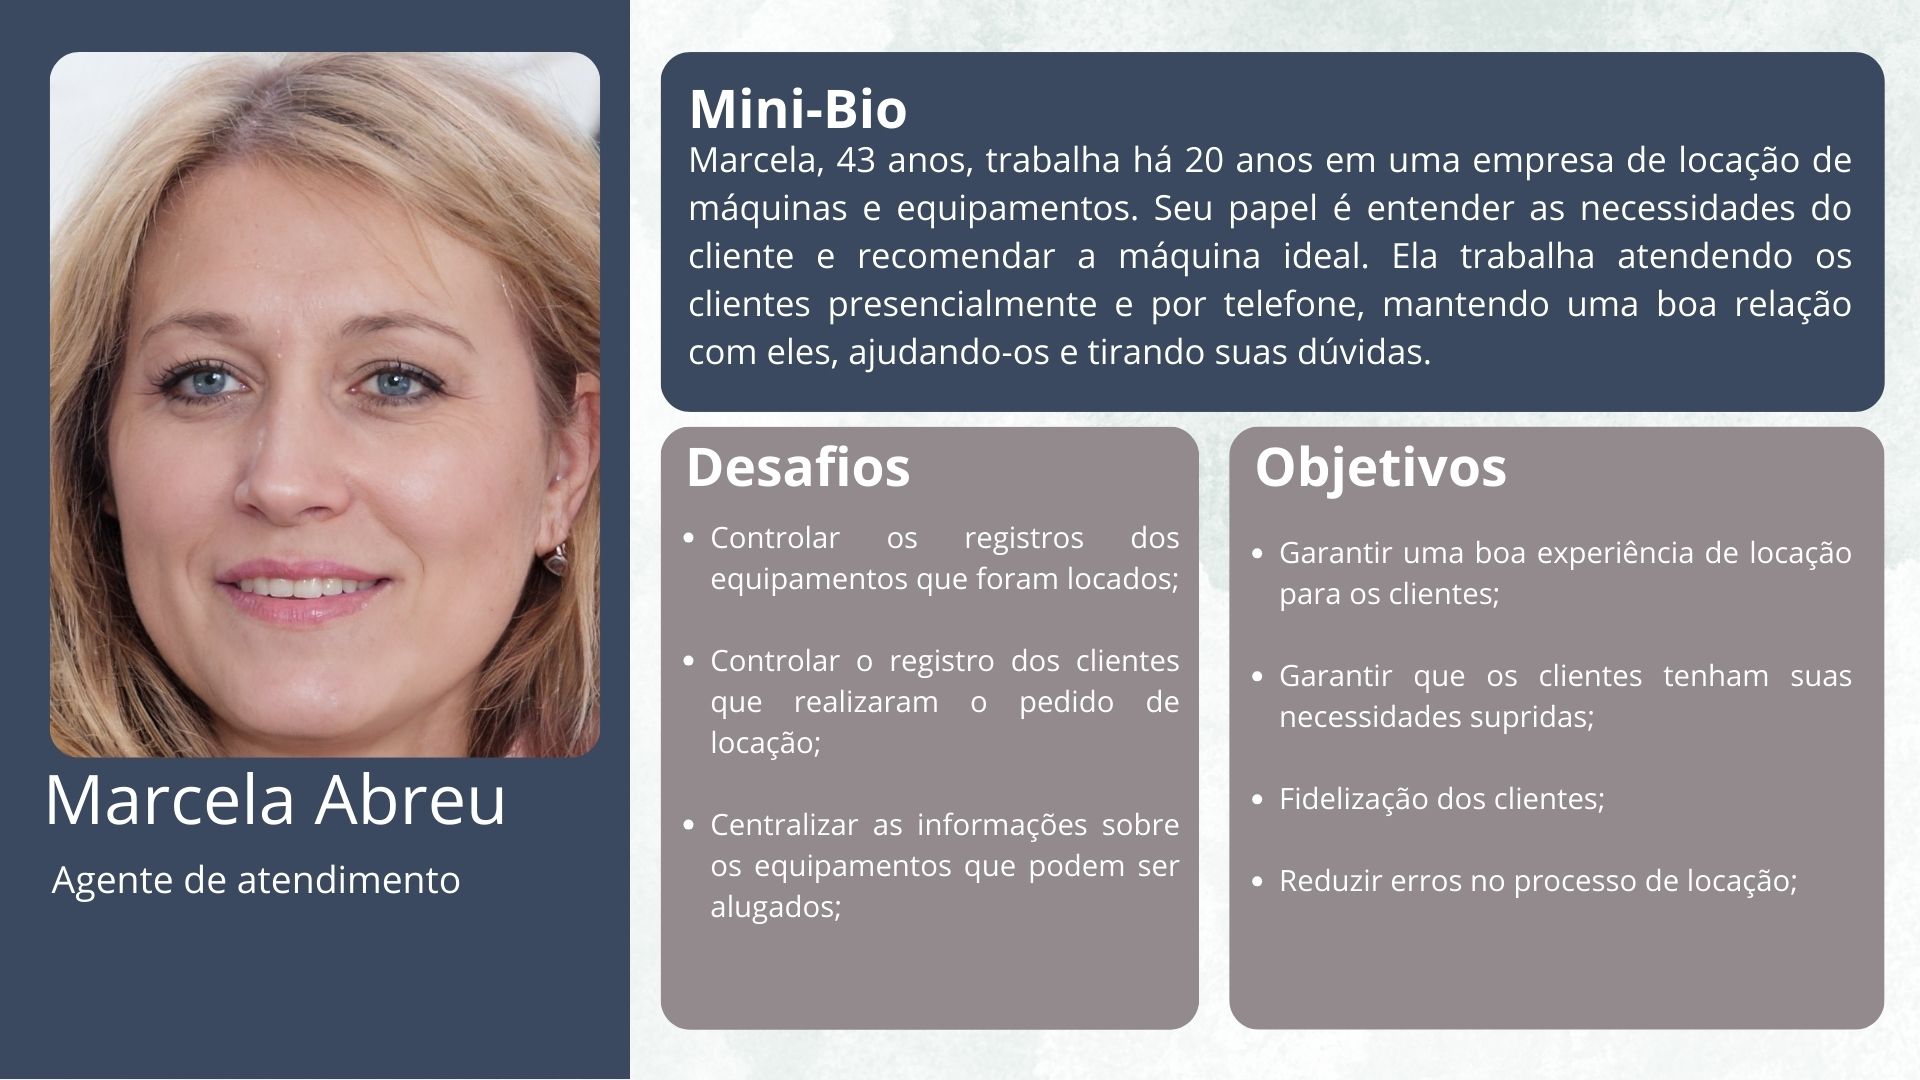 Marcela Abreu
Agente de atendimento
Mini-Bio
Marcela, 43 anos, trabalha há 20 anos em uma empresa de locação de
máquinas e equipamentos. Seu papel é entender as necessidades do
cliente e recomendar a máquina ideal. Ela trabalha atendendo os
clientes presencialmente e por telefone, mantendo uma boa relação
com eles, ajudando-os e tirando suas dúvidas.
Desafios
• Controlar os registros dos
equipamentos que foram locados;
• Controlar o registro dos clientes
que realizaram o pedido de
locação;
• Centralizar as informações sobre
os equipamentos que podem ser
alugados;
Objetivos
• Garantir uma boa experiência de locação
para os clientes;
• Garantir que os clientes tenham suas
necessidades supridas;
• Fidelização dos clientes;
• Reduzir erros no processo de locação;